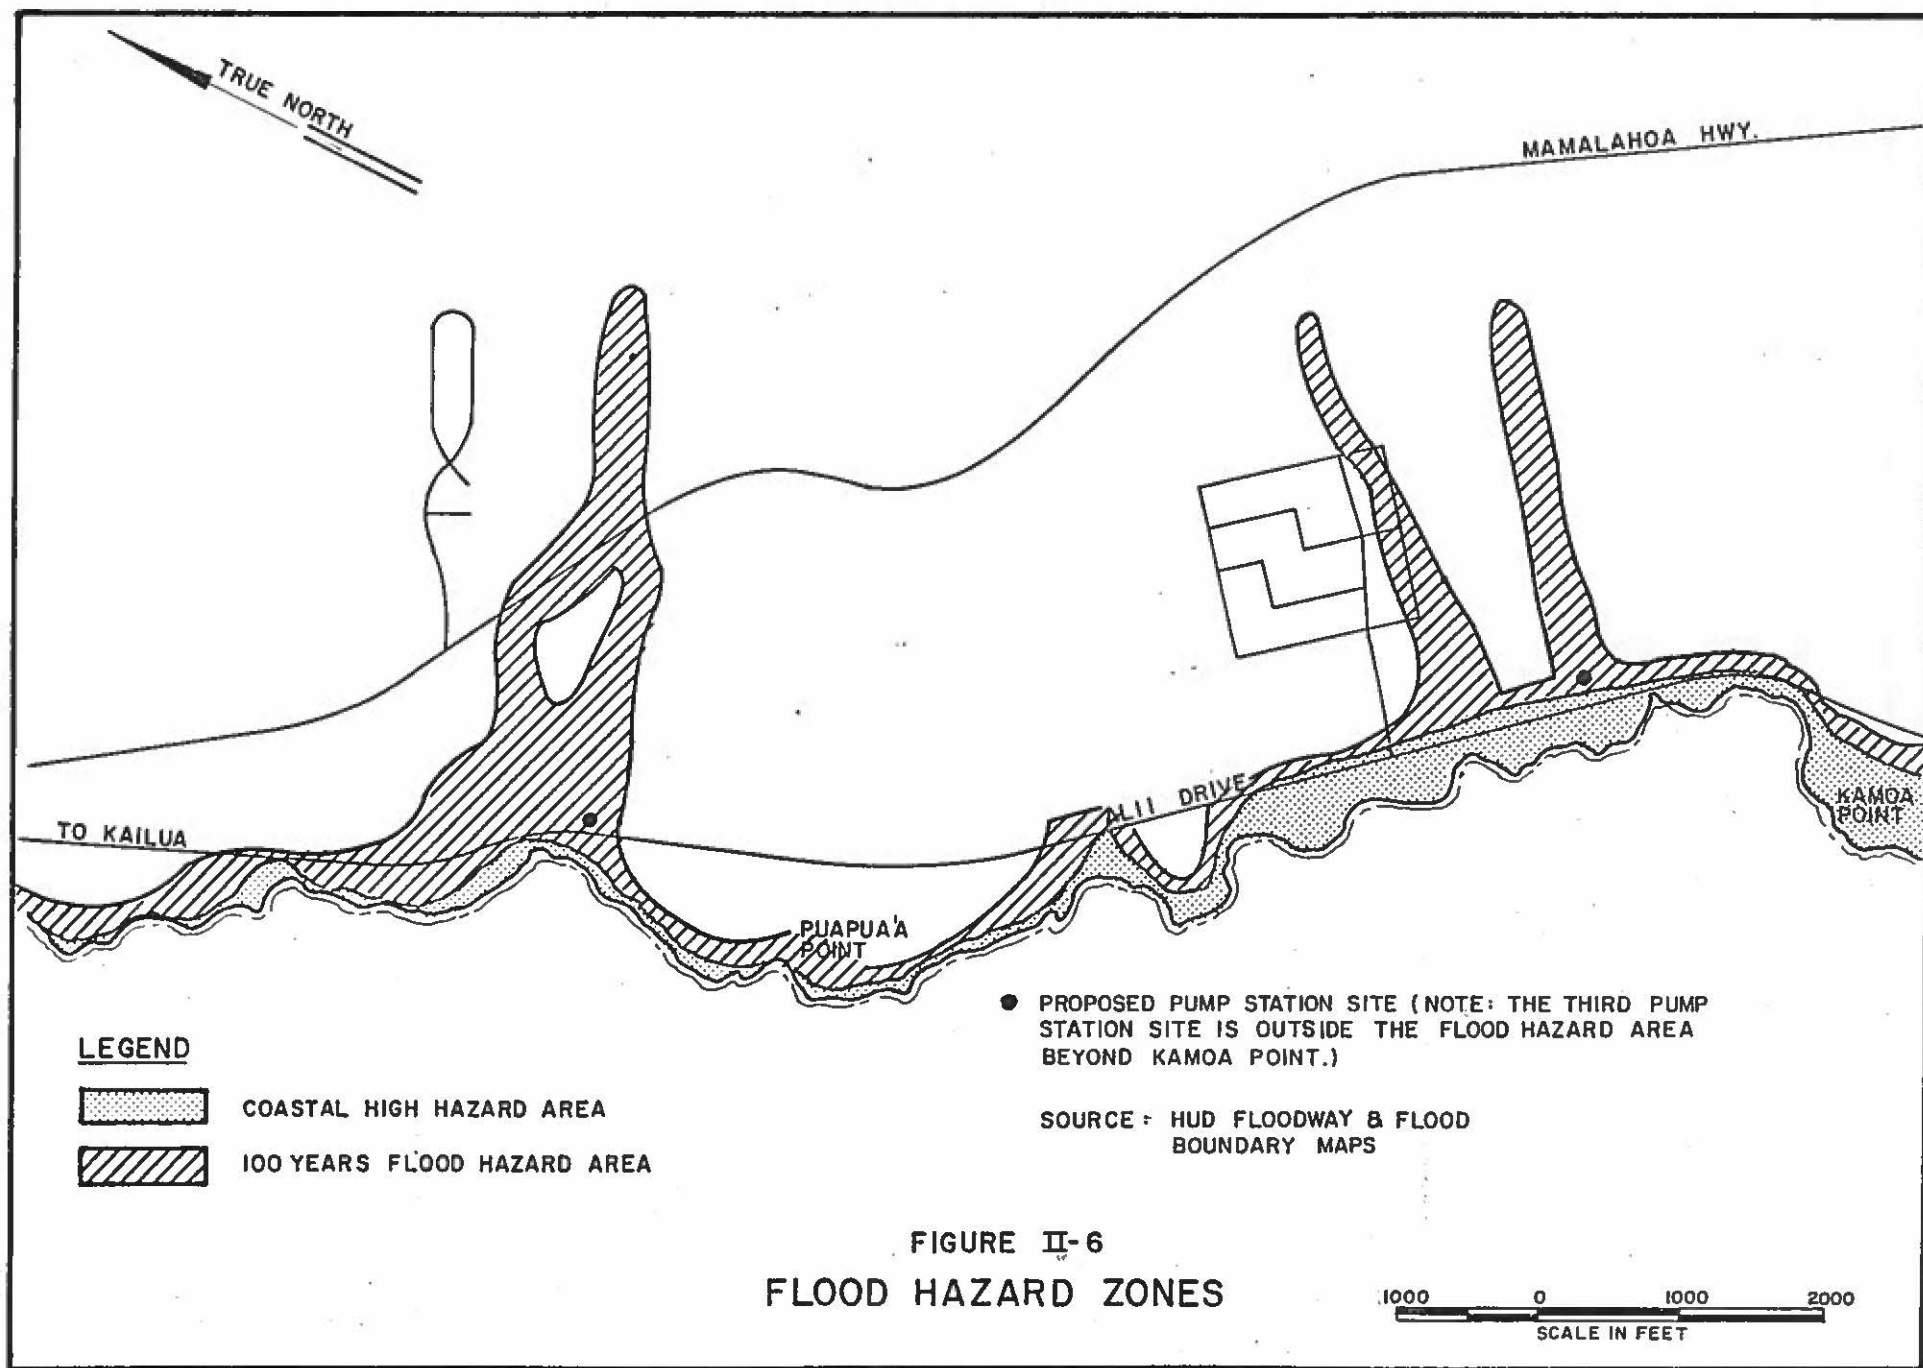 TRUE NORTH
MAMALAHOA HWY.
TO KAILUA
ALII DRIVE
KAMOA
POINT
PUAPUA'A
POINT
● PROPOSED PUMP STATION SITE (NOTE: THE THIRD PUMP
STATION SITE IS OUTSIDE THE FLOOD HAZARD AREA
BEYOND KAMOA POINT.)
LEGEND
COASTAL HIGH HAZARD AREA
100 YEARS FLOOD HAZARD AREA
SOURCE: HUD FLOODWAY & FLOOD
BOUNDARY MAPS
FIGURE II-6
FLOOD HAZARD ZONES
1000 0 1000 2000
SCALE IN FEET